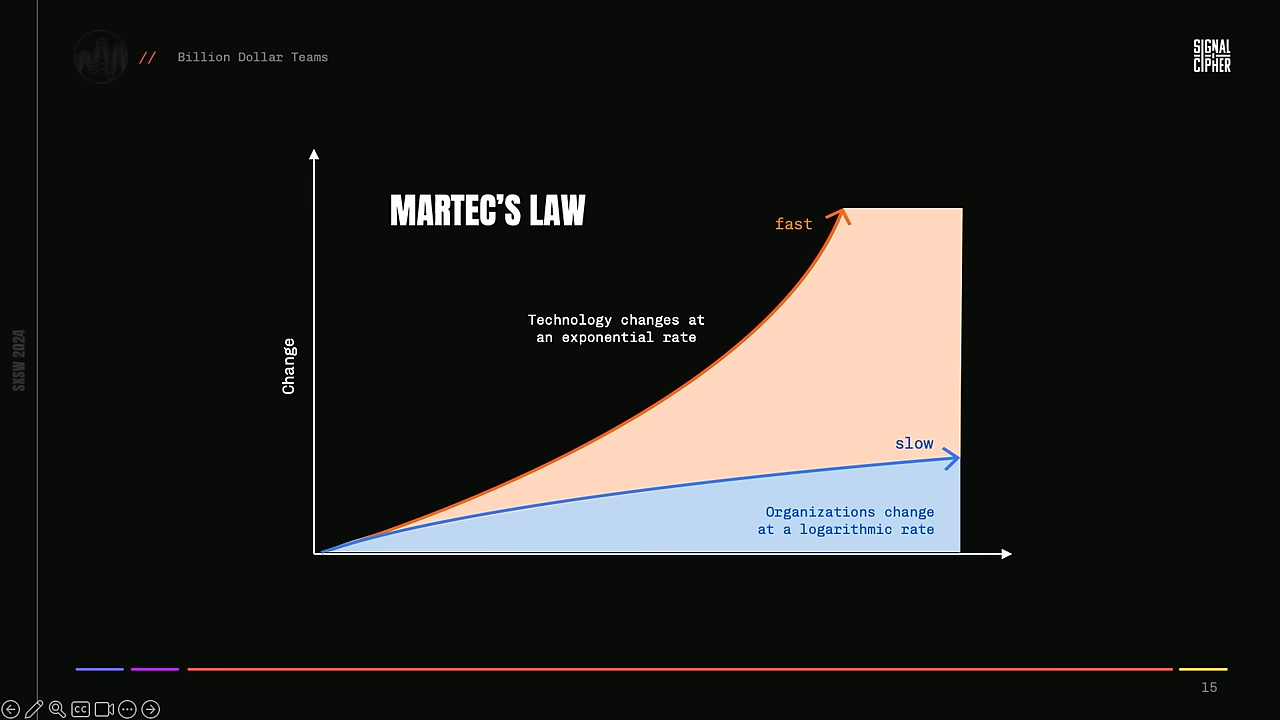 // Billion Dollar Teams
SIGNAL
CIPHER
MARTEC’S LAW
fast
Technology changes at
an exponential rate
Change
SXSW 2024
slow
Organizations change
at a logarithmic rate
15
CC